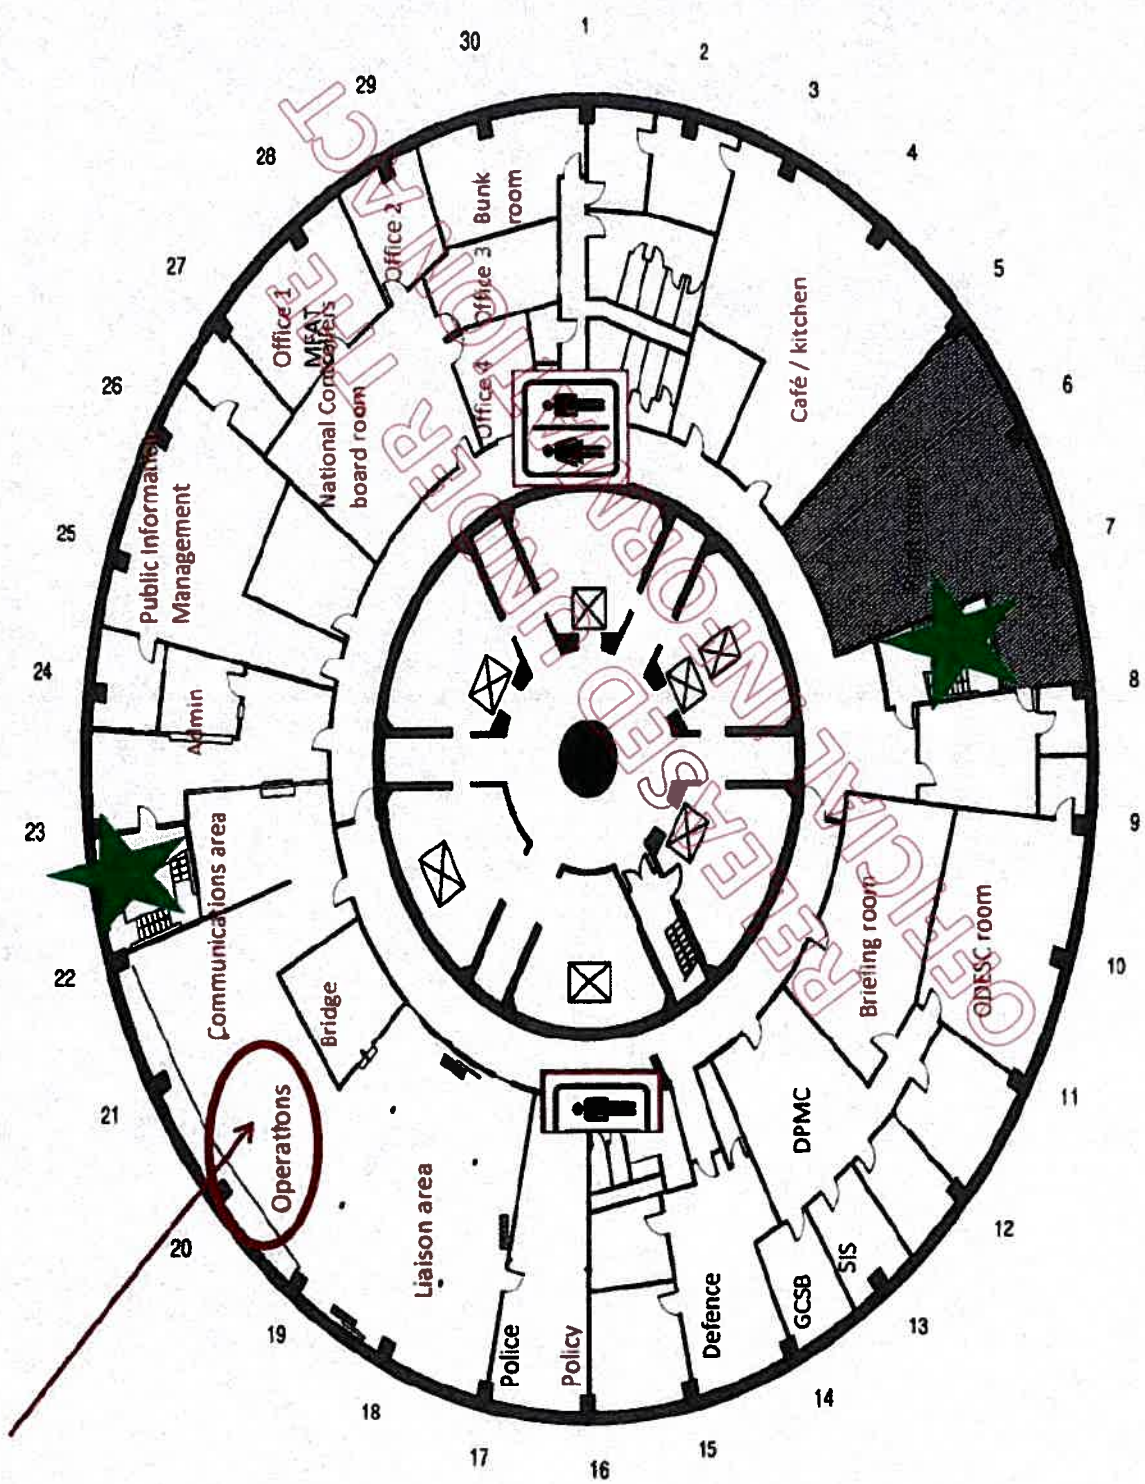 1
2
3
4
5
6
7
8
9
10
11
12
13
14
15
16
17
18
19
20
21
22
23
24
25
26
27
28
29
30
Bunk
room
Office 2
Office 3
Office 4
Office 1
MFAT
National Controllers
board room
Café / kitchen
Public Information
Management
Admin
Communications area
Bridge
Operations
Liaison area
Police
Policy
Defence
GCSB
SIS
DPMC
Briefing room
ODESC room
RELEASED UNDER THE
OFFICIAL INFORMATION ACT